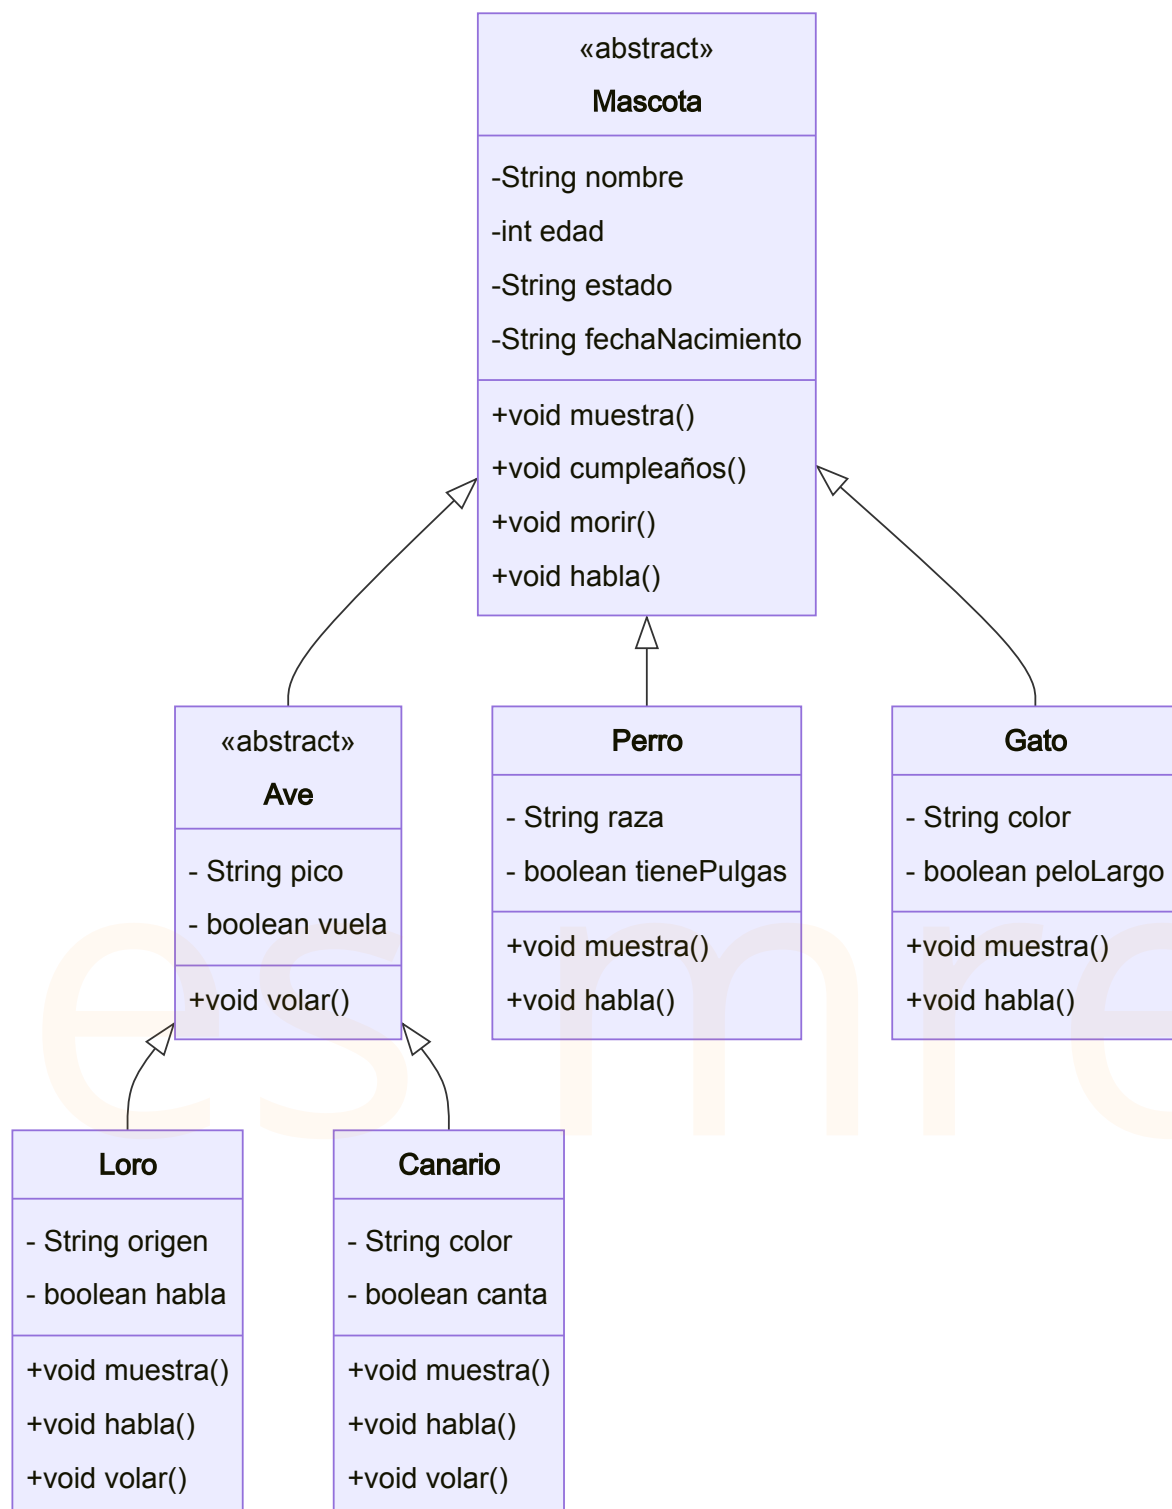 «abstract»
Mascota
-String nombre
-int edad
-String estado
-String fechaNacimiento
+void muestra()
+void cumpleaños()
+void morir()
+void habla()
«abstract»
Ave
- String pico
- boolean vuela
+void volar()
Perro
- String raza
- boolean tienePulgas
+void muestra()
+void habla()
Gato
- String color
- boolean peloLargo
+void muestra()
+void habla()
Loro
- String origen
- boolean habla
+void muestra()
+void habla()
+void volar()
Canario
- String color
- boolean canta
+void muestra()
+void habla()
+void volar()